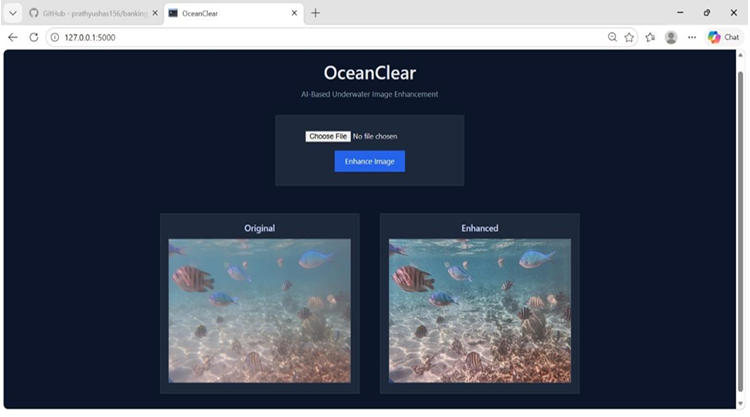 GitHub - prathyushas156/banking
OceanClear
127.0.0.1:5000
Chat
OceanClear
AI-Based Underwater Image Enhancement
Choose File No file chosen
Enhance Image
Original
Enhanced